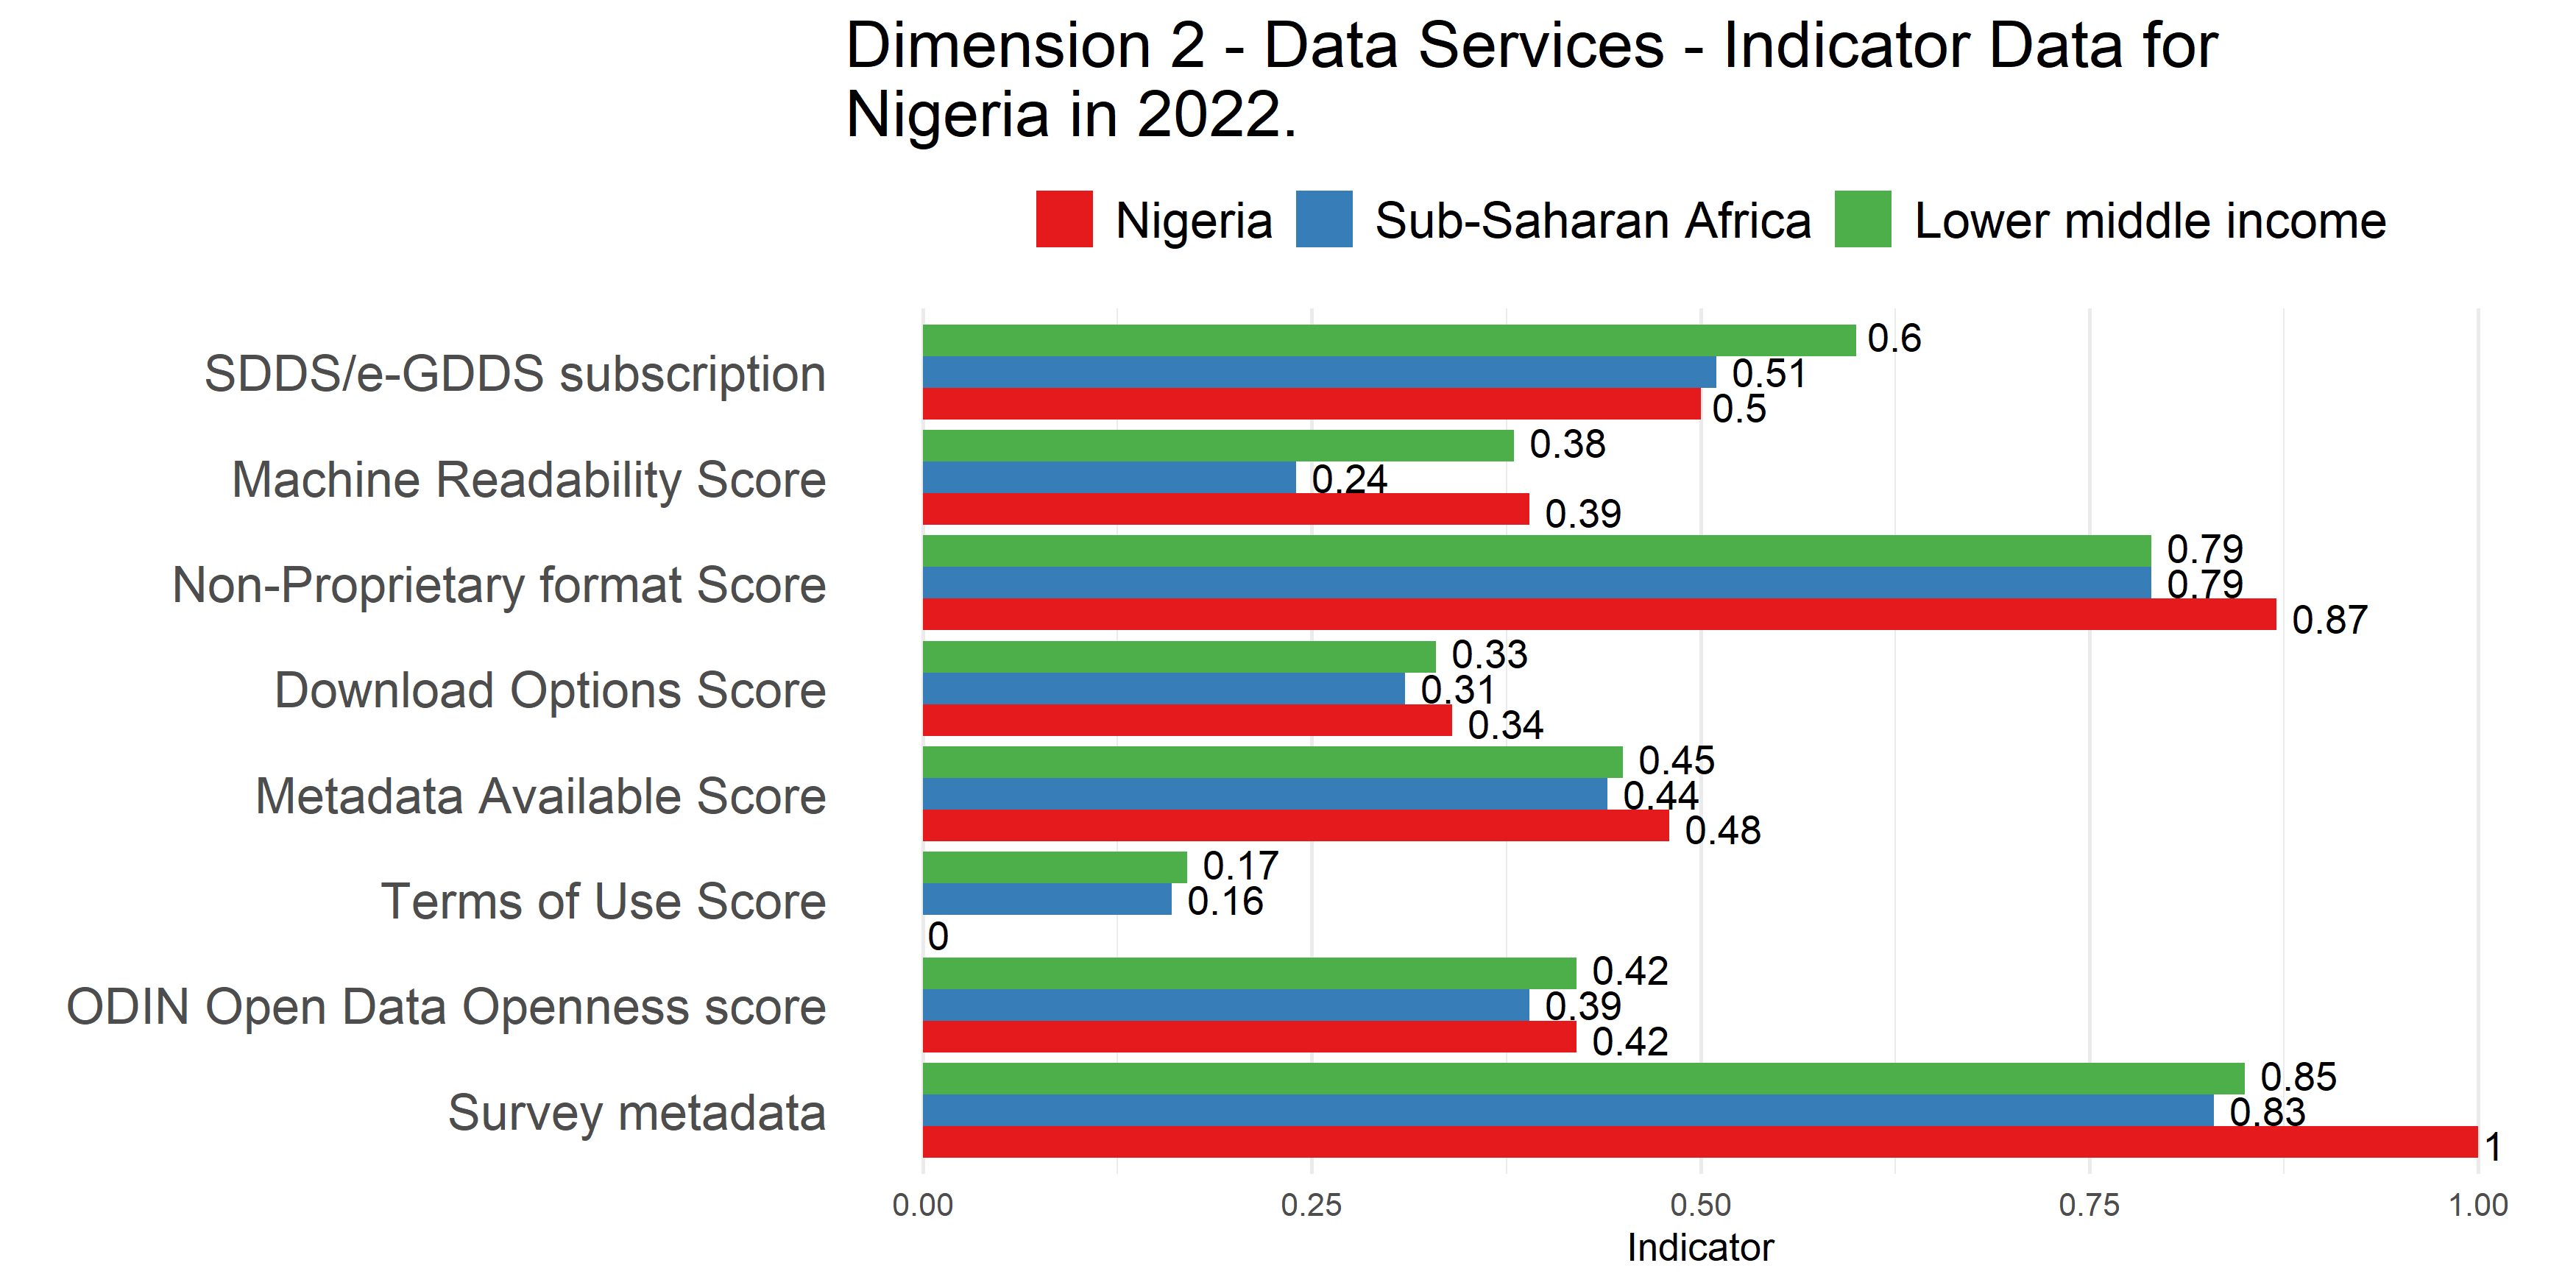 Dimension 2 - Data Services - Indicator Data for
Nigeria in 2022.
Nigeria Sub-Saharan Africa Lower middle income
SDDS/e-GDDS subscription
0.6
0.51
0.5
Machine Readability Score
0.38
0.24
0.39
Non-Proprietary format Score
0.79
0.79
0.87
Download Options Score
0.33
0.31
0.34
Metadata Available Score
0.45
0.44
0.48
Terms of Use Score
0.17
0.16
0
ODIN Open Data Openness score
0.42
0.39
0.42
Survey metadata
0.85
0.83
1
0.00 0.25 0.50 0.75 1.00
Indicator